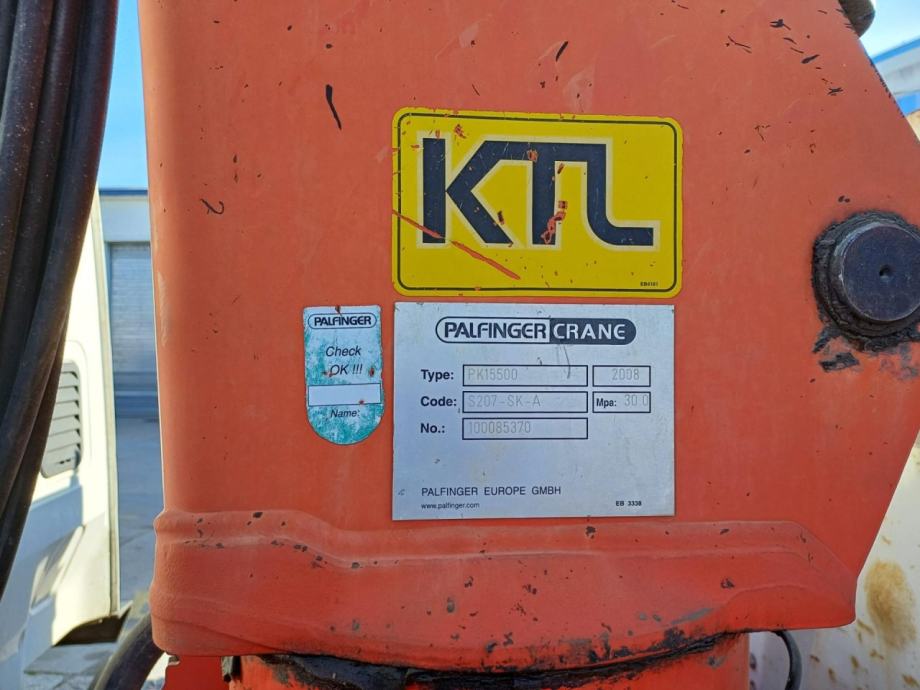 KTL
EB4161
PALFINGER
Check
OK !!!
Name:
PALFINGER CRANE
Type: PK15500 2008
Code: S207-SK-A Mpa: 30.0
No.: 100085370
PALFINGER EUROPE GMBH
www.palfinger.com EB 3338